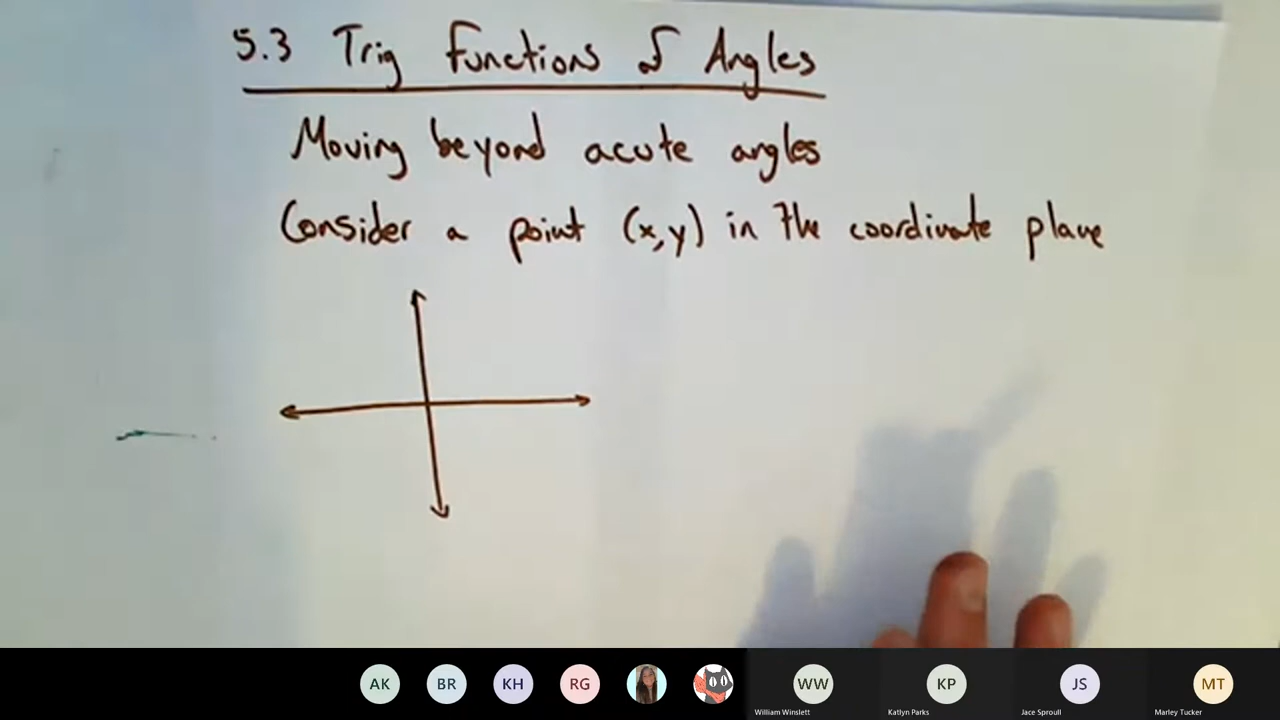 5.3 Trig Functions of Angles
Moving beyond acute angles
Consider a point (x,y) in the coordinate plane
AK BR KH RG WW KP JS MT
William Winslett Katlyn Parks Jace Sproull Marley Tucker